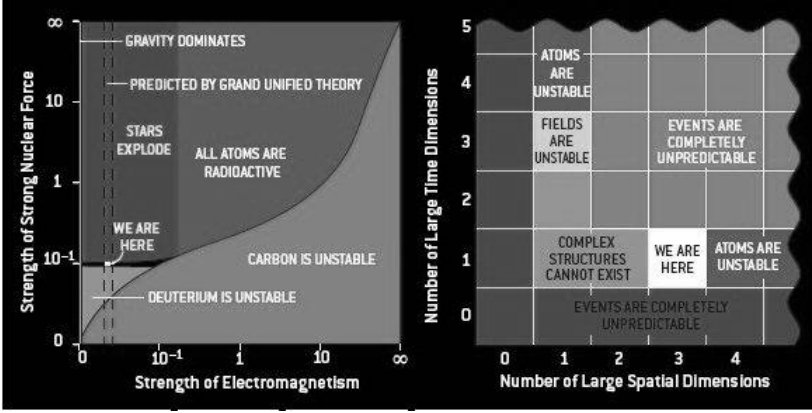 ∞
10
1
10⁻¹
0
Strength of Strong Nuclear Force
GRAVITY DOMINATES
PREDICTED BY GRAND UNIFIED THEORY
STARS
EXPLODE
ALL ATOMS ARE
RADIOACTIVE
WE ARE
HERE
CARBON IS UNSTABLE
DEUTERIUM IS UNSTABLE
0
10⁻¹
1
10
∞
Strength of Electromagnetism
5
4
3
2
1
0
Number of Large Time Dimensions
ATOMS
ARE
UNSTABLE
FIELDS
ARE
UNSTABLE
EVENTS ARE
COMPLETELY
UNPREDICTABLE
COMPLEX
STRUCTURES
CANNOT EXIST
WE ARE
HERE
ATOMS ARE
UNSTABLE
EVENTS ARE COMPLETELY
UNPREDICTABLE
0
1
2
3
4
Number of Large Spatial Dimensions